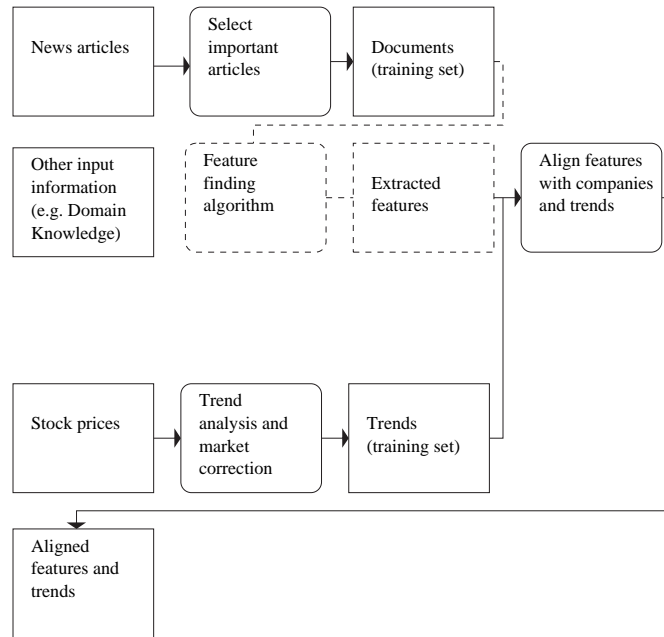 News articles
Select
important
articles
Documents
(training set)
Other input
information
(e.g. Domain
Knowledge)
Feature
finding
algorithm
Extracted
features
Align features
with companies
and trends
Stock prices
Trend
analysis and
market
correction
Trends
(training set)
Aligned
features and
trends